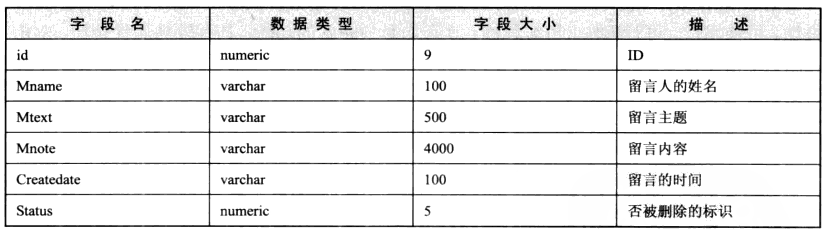 字段名 数据类型 字段大小 描述
id numeric 9 ID
Mname varchar 100 留言人的姓名
Mtext varchar 500 留言主题
Mnote varchar 4000 留言内容
Createdate varchar 100 留言的时间
Status numeric 5 否被删除的标识